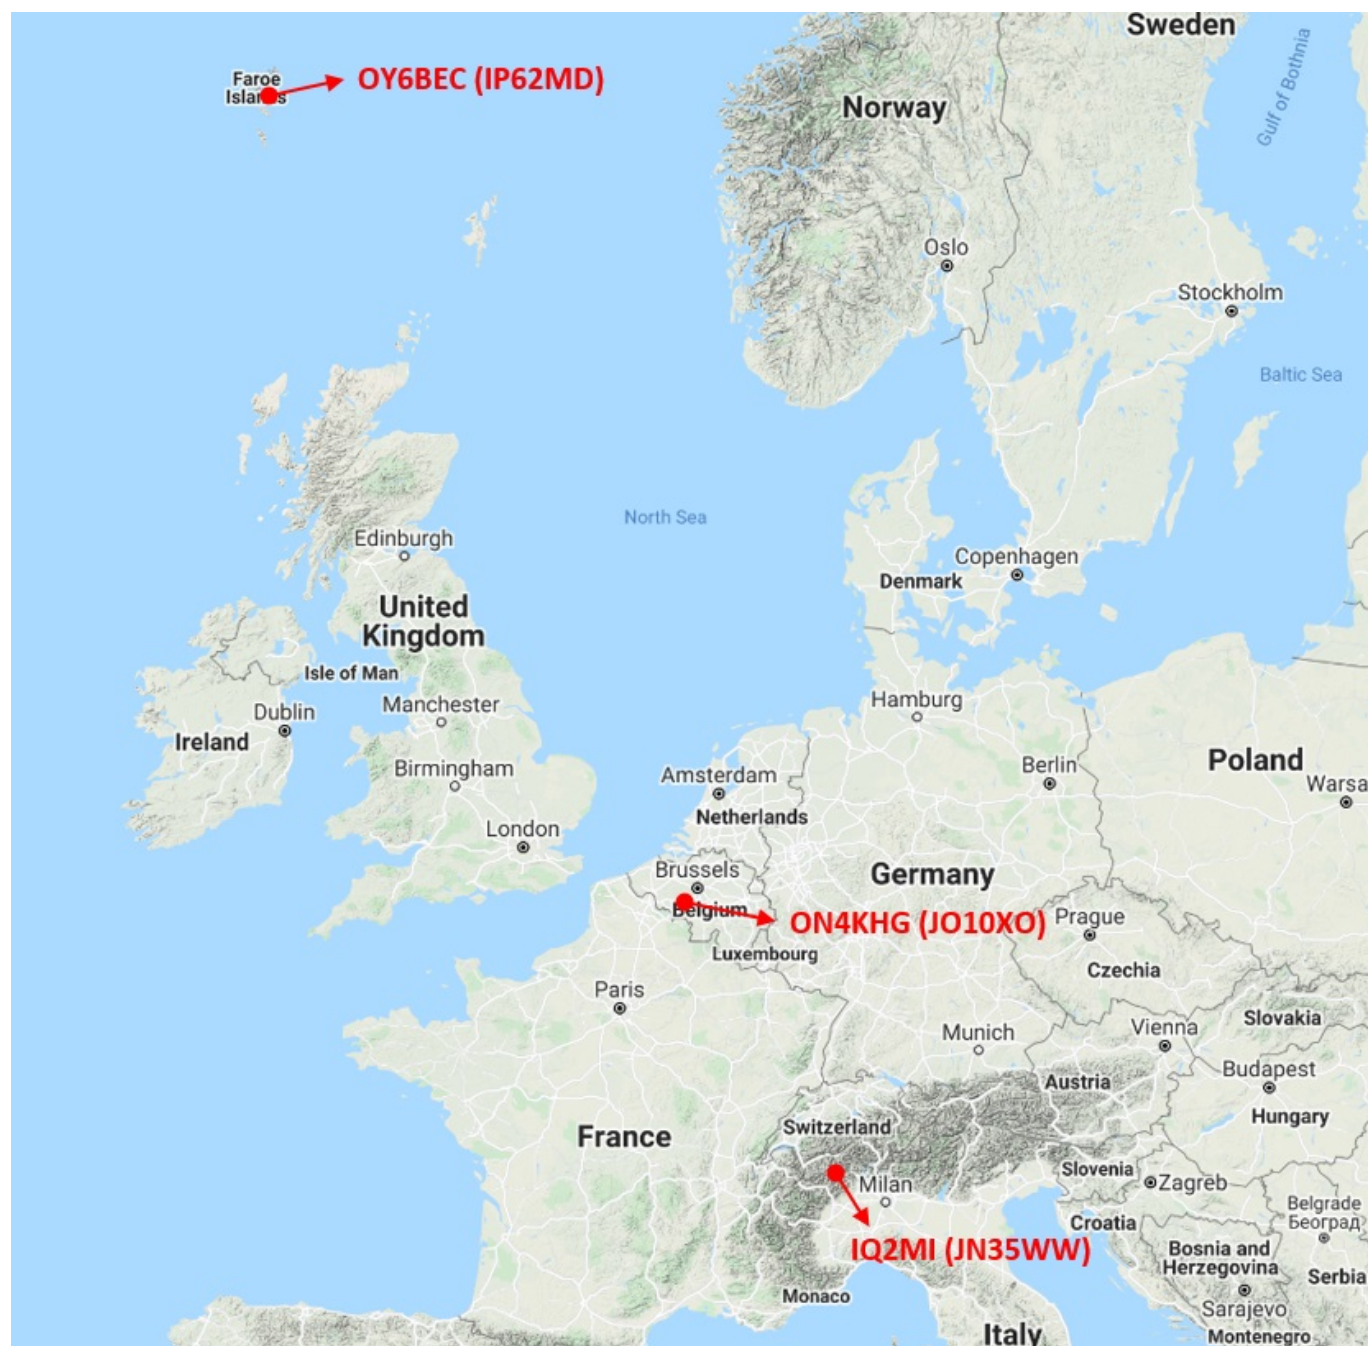 Sweden
Gulf of Bothnia
Faroe
Islands
OY6BEC (IP62MD)
Norway
Oslo
Stockholm
Baltic Sea
North Sea
Edinburgh
Copenhagen
Denmark
United
Kingdom
Isle of Man
Manchester
Hamburg
Dublin
Ireland
Birmingham
Amsterdam
Berlin
Poland
Warsa
Netherlands
London
Brussels
Germany
Belgium
ON4KHG (JO10XO)
Prague
Luxembourg
Czechia
Paris
Munich
Vienna
Slovakia
Budapest
Austria
Hungary
Switzerland
France
Slovenia
Milan
Zagreb
Belgrade
Београд
Croatia
IQ2MI (JN35WW)
Bosnia and
Herzegovina
Serbia
Monaco
Sarajevo
Italy
Montenegro